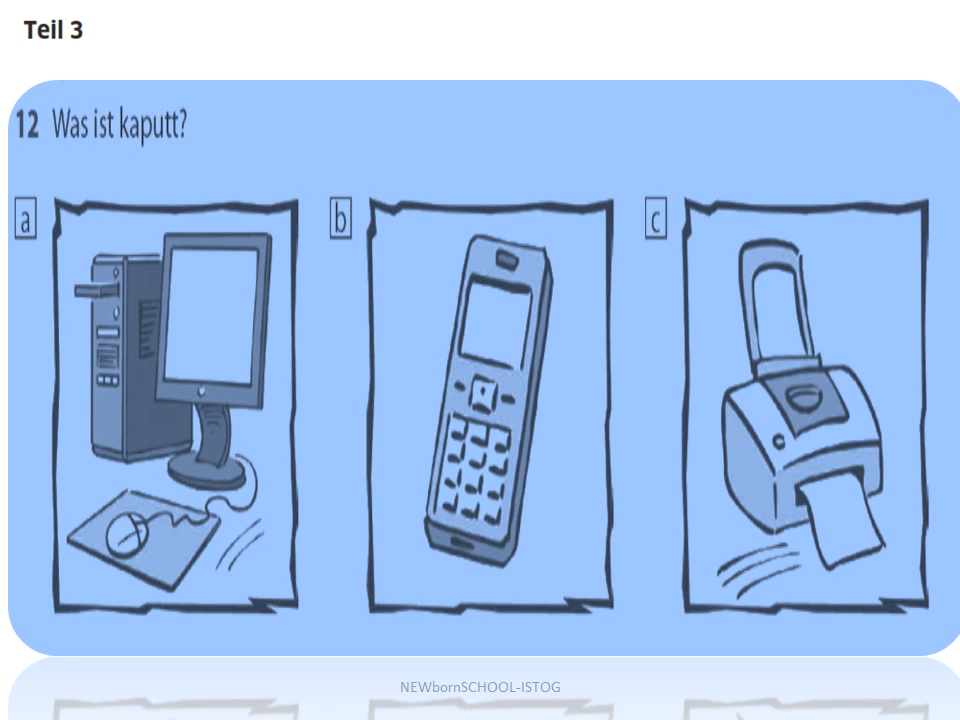 Teil 3
12 Was ist kaputt?
a
b
c
NEWbornSCHOOL-ISTOG